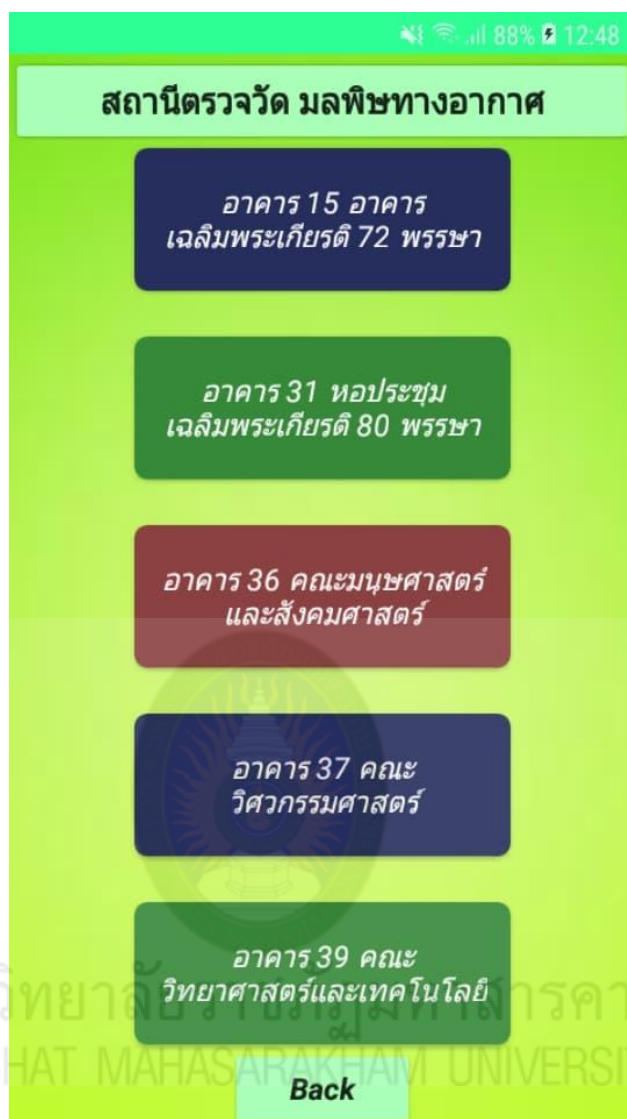 88% 12:48
สถานีตรวจวัด มลพิษทางอากาศ
อาคาร 15 อาคาร
เฉลิมพระเกียรติ 72 พรรษา
อาคาร 31 หอประชุม
เฉลิมพระเกียรติ 80 พรรษา
อาคาร 36 คณะมนุษศาสตร์
และสังคมศาสตร์
อาคาร 37 คณะ
วิศวกรรมศาสตร์
อาคาร 39 คณะ
วิทยาศาสตร์และเทคโนโลยี
MAHASARAKHAM
Back